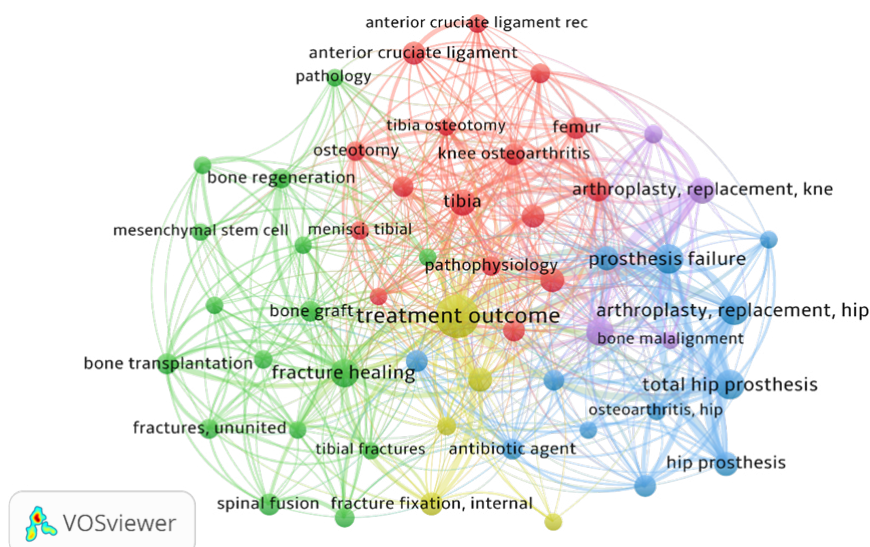 anterior cruciate ligament rec
anterior cruciate ligament
pathology
tibia osteotomy
femur
osteotomy
knee osteoarthritis
bone regeneration
arthroplasty, replacement, kne
tibia
mesenchymal stem cell
menisci, tibial
prosthesis failure
pathophysiology
bone graft
treatment outcome
arthroplasty, replacement, hip
bone malalignment
bone transplantation
fracture healing
total hip prosthesis
osteoarthritis, hip
fractures, ununited
tibial fractures
antibiotic agent
hip prosthesis
spinal fusion
fracture fixation, internal
VOSviewer